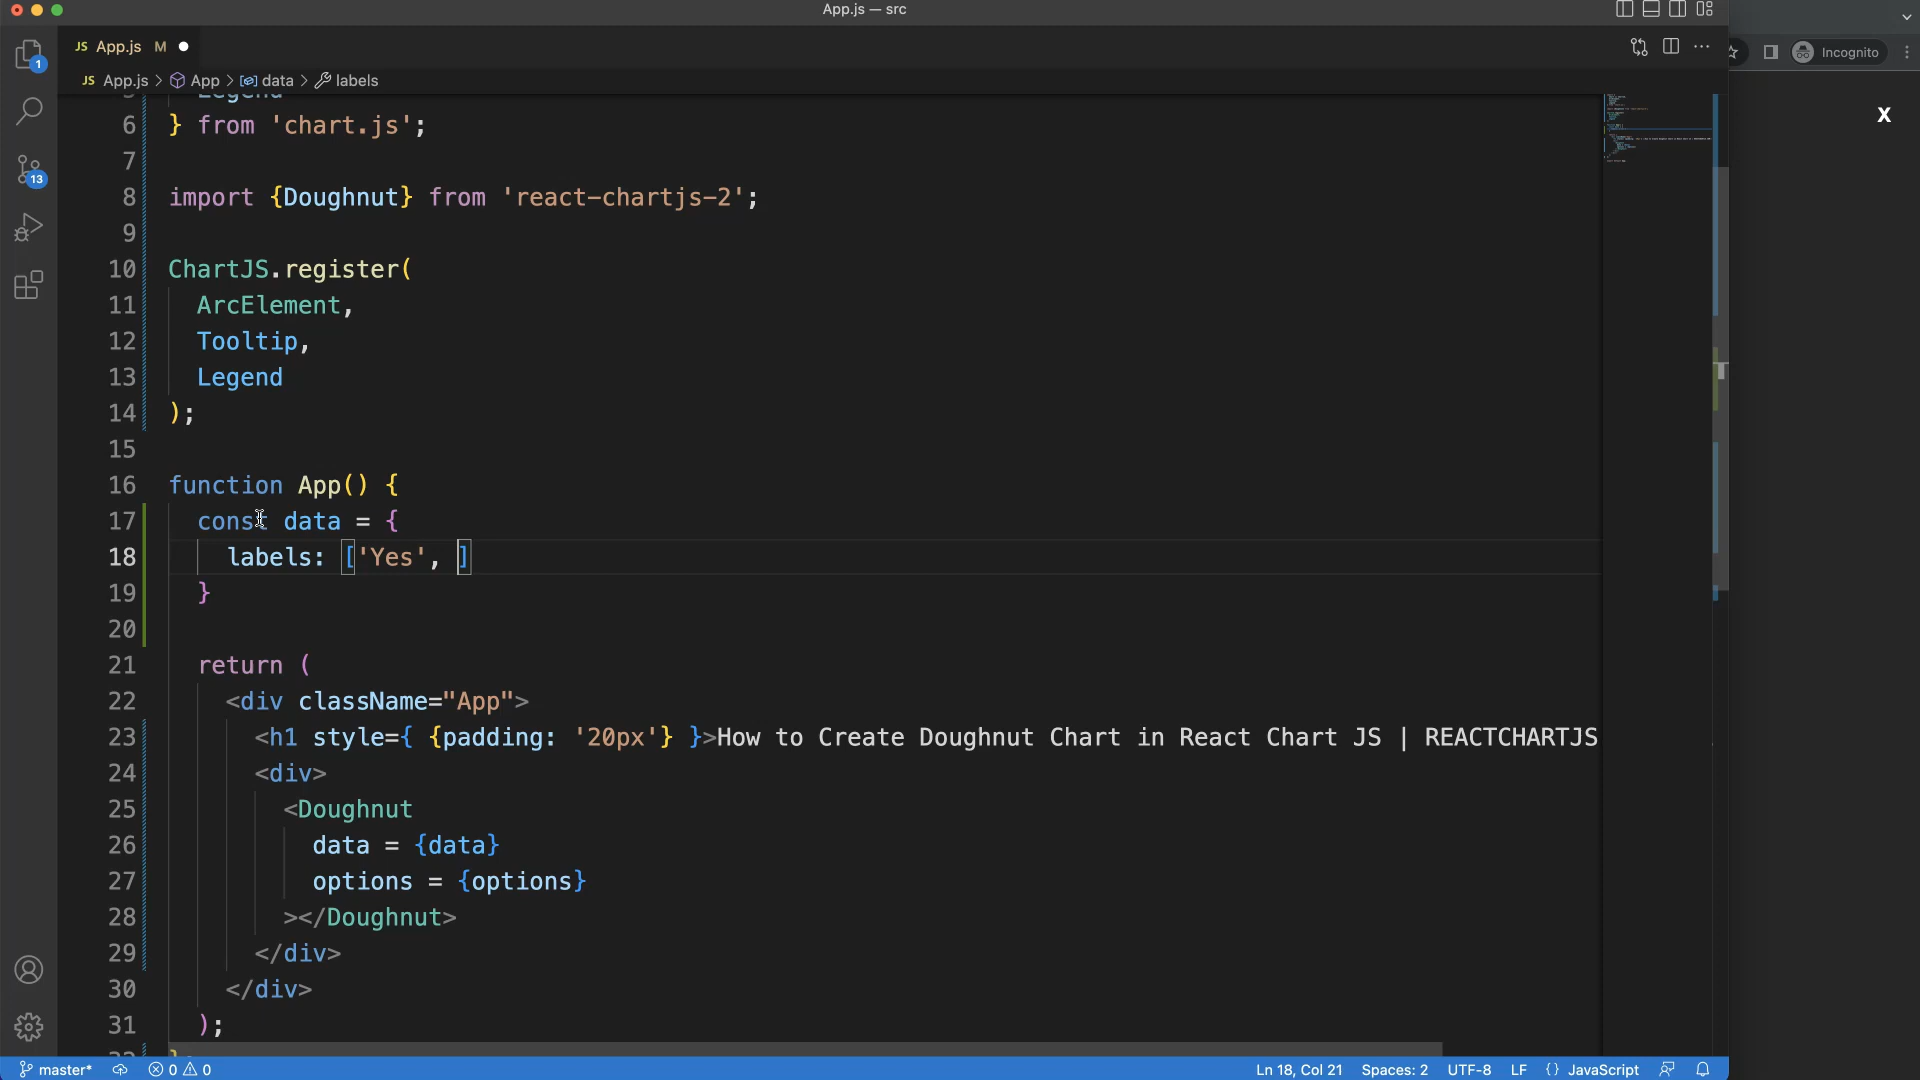 App.js — src
JS App.js M
Incognito
JS App.js > App > data > labels
1
13
X
Legend
6 } from 'chart.js';
7
8 import {Doughnut} from 'react-chartjs-2';
9
10 ChartJS.register(
11 ArcElement,
12 Tooltip,
13 Legend
14 );
15
16 function App() {
17 const data = {
18 labels: ['Yes', ]
19 }
20
21 return (
22 <div className="App">
23 <h1 style={ {padding: '20px'} }>How to Create Doughnut Chart in React Chart JS | REACTCHARTJS
24 <div>
25 <Doughnut
26 data = {data}
27 options = {options}
28 ></Doughnut>
29 </div>
30 </div>
31 );
master* 0 0 Ln 18, Col 21 Spaces: 2 UTF-8 LF {} JavaScript